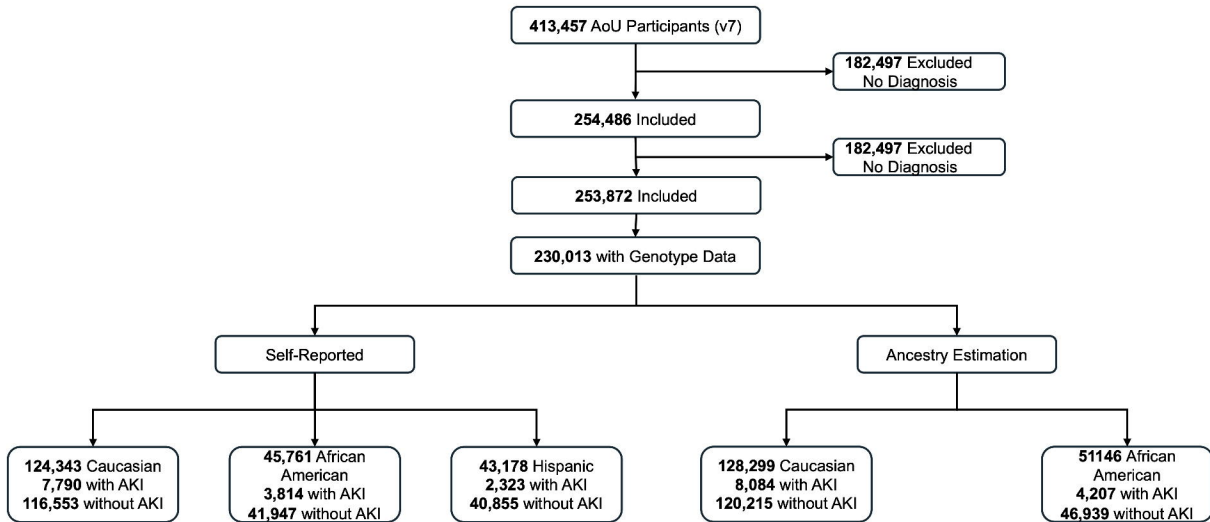 413,457 AoU Participants (v7)
182,497 Excluded
No Diagnosis
254,486 Included
182,497 Excluded
No Diagnosis
253,872 Included
230,013 with Genotype Data
Self-Reported
Ancestry Estimation
124,343 Caucasian
7,790 with AKI
116,553 without AKI
45,761 African
American
3,814 with AKI
41,947 without AKI
43,178 Hispanic
2,323 with AKI
40,855 without AKI
128,299 Caucasian
8,084 with AKI
120,215 without AKI
51146 African
American
4,207 with AKI
46,939 without AKI